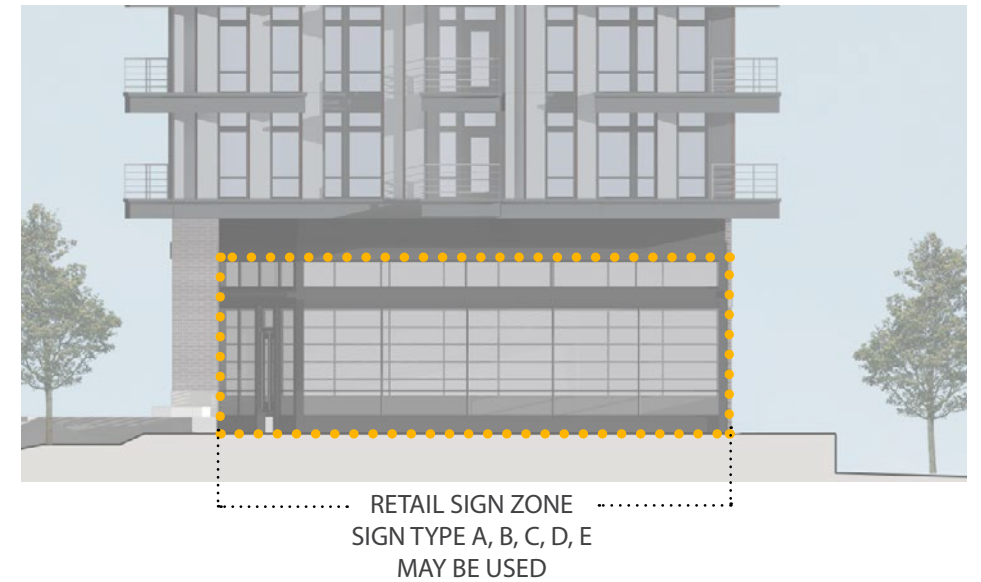 RETAIL SIGN ZONE
SIGN TYPE A, B, C, D, E
MAY BE USED